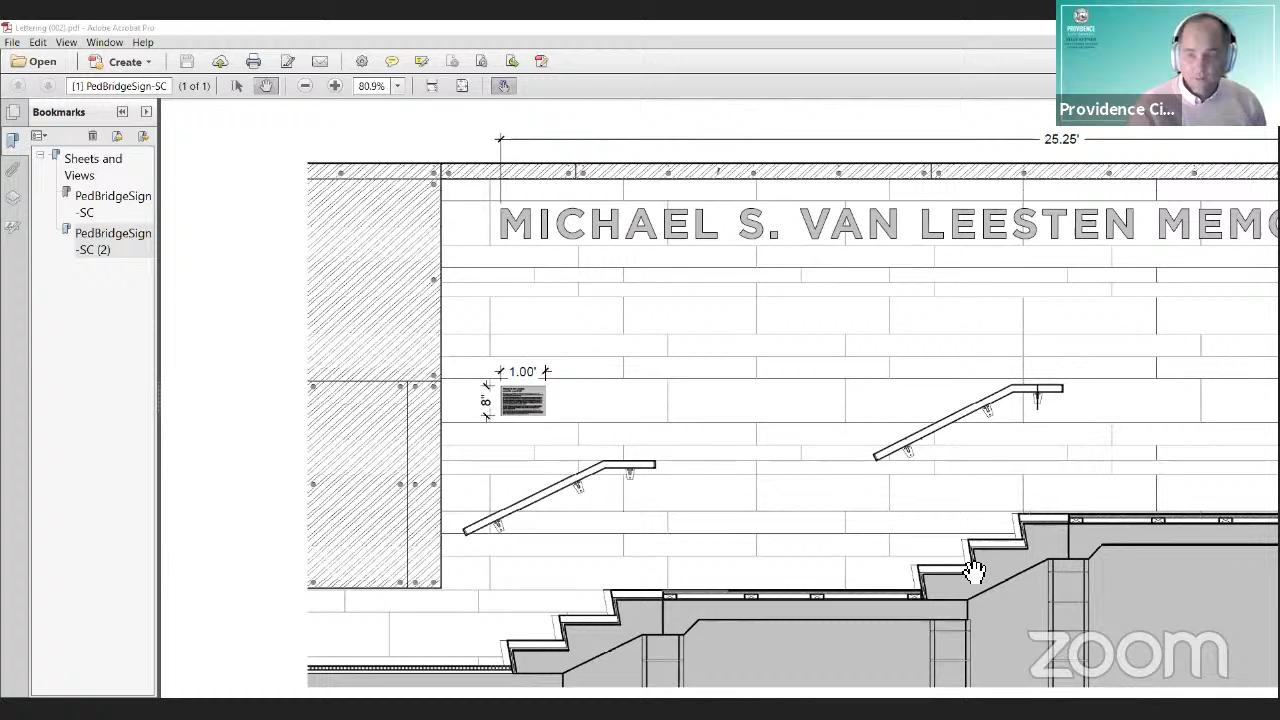 Lettering (002).pdf - Adobe Acrobat Pro
File Edit View Window Help
Open Create
[1] PedBridgeSign-SC (1 of 1) 80.9%
Bookmarks
Sheets and
Views
PedBridgeSign
-SC
PedBridgeSign
-SC (2)
25.25'
MICHAEL S. VAN LEESTEN MEMO
1.00'
8"
PROVIDENCE
Providence Ci...
zoom